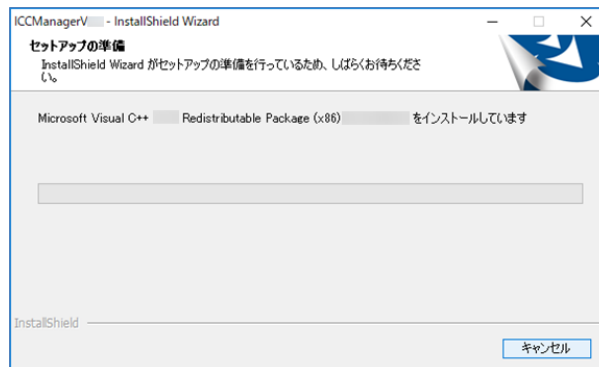 ICCManagerV - InstallShield Wizard
セットアップの準備
InstallShield Wizard がセットアップの準備を行っているため、しばらくお待ちくださ
い。
Microsoft Visual C++ Redistributable Package (x86) をインストールしています
InstallShield
キャンセル